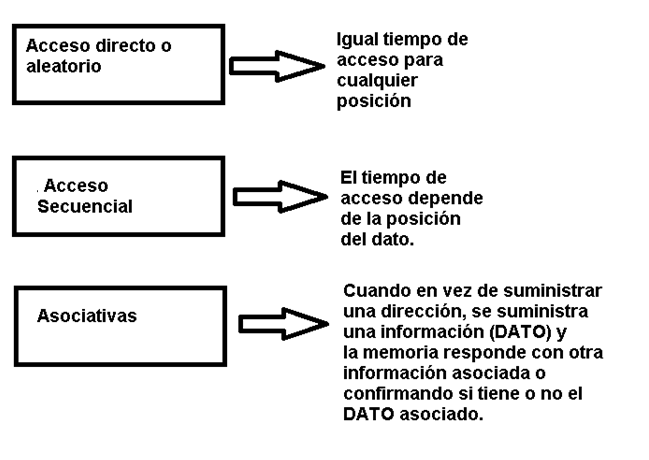 Acceso directo o
aleatorio
Igual tiempo de
acceso para
cualquier
posición
. Acceso
Secuencial
El tiempo de
acceso depende
de la posición
del dato.
Asociativas
Cuando en vez de suministrar
una dirección, se suministra
una información (DATO) y
la memoria responde con otra
información asociada o
confirmando si tiene o no el
DATO asociado.